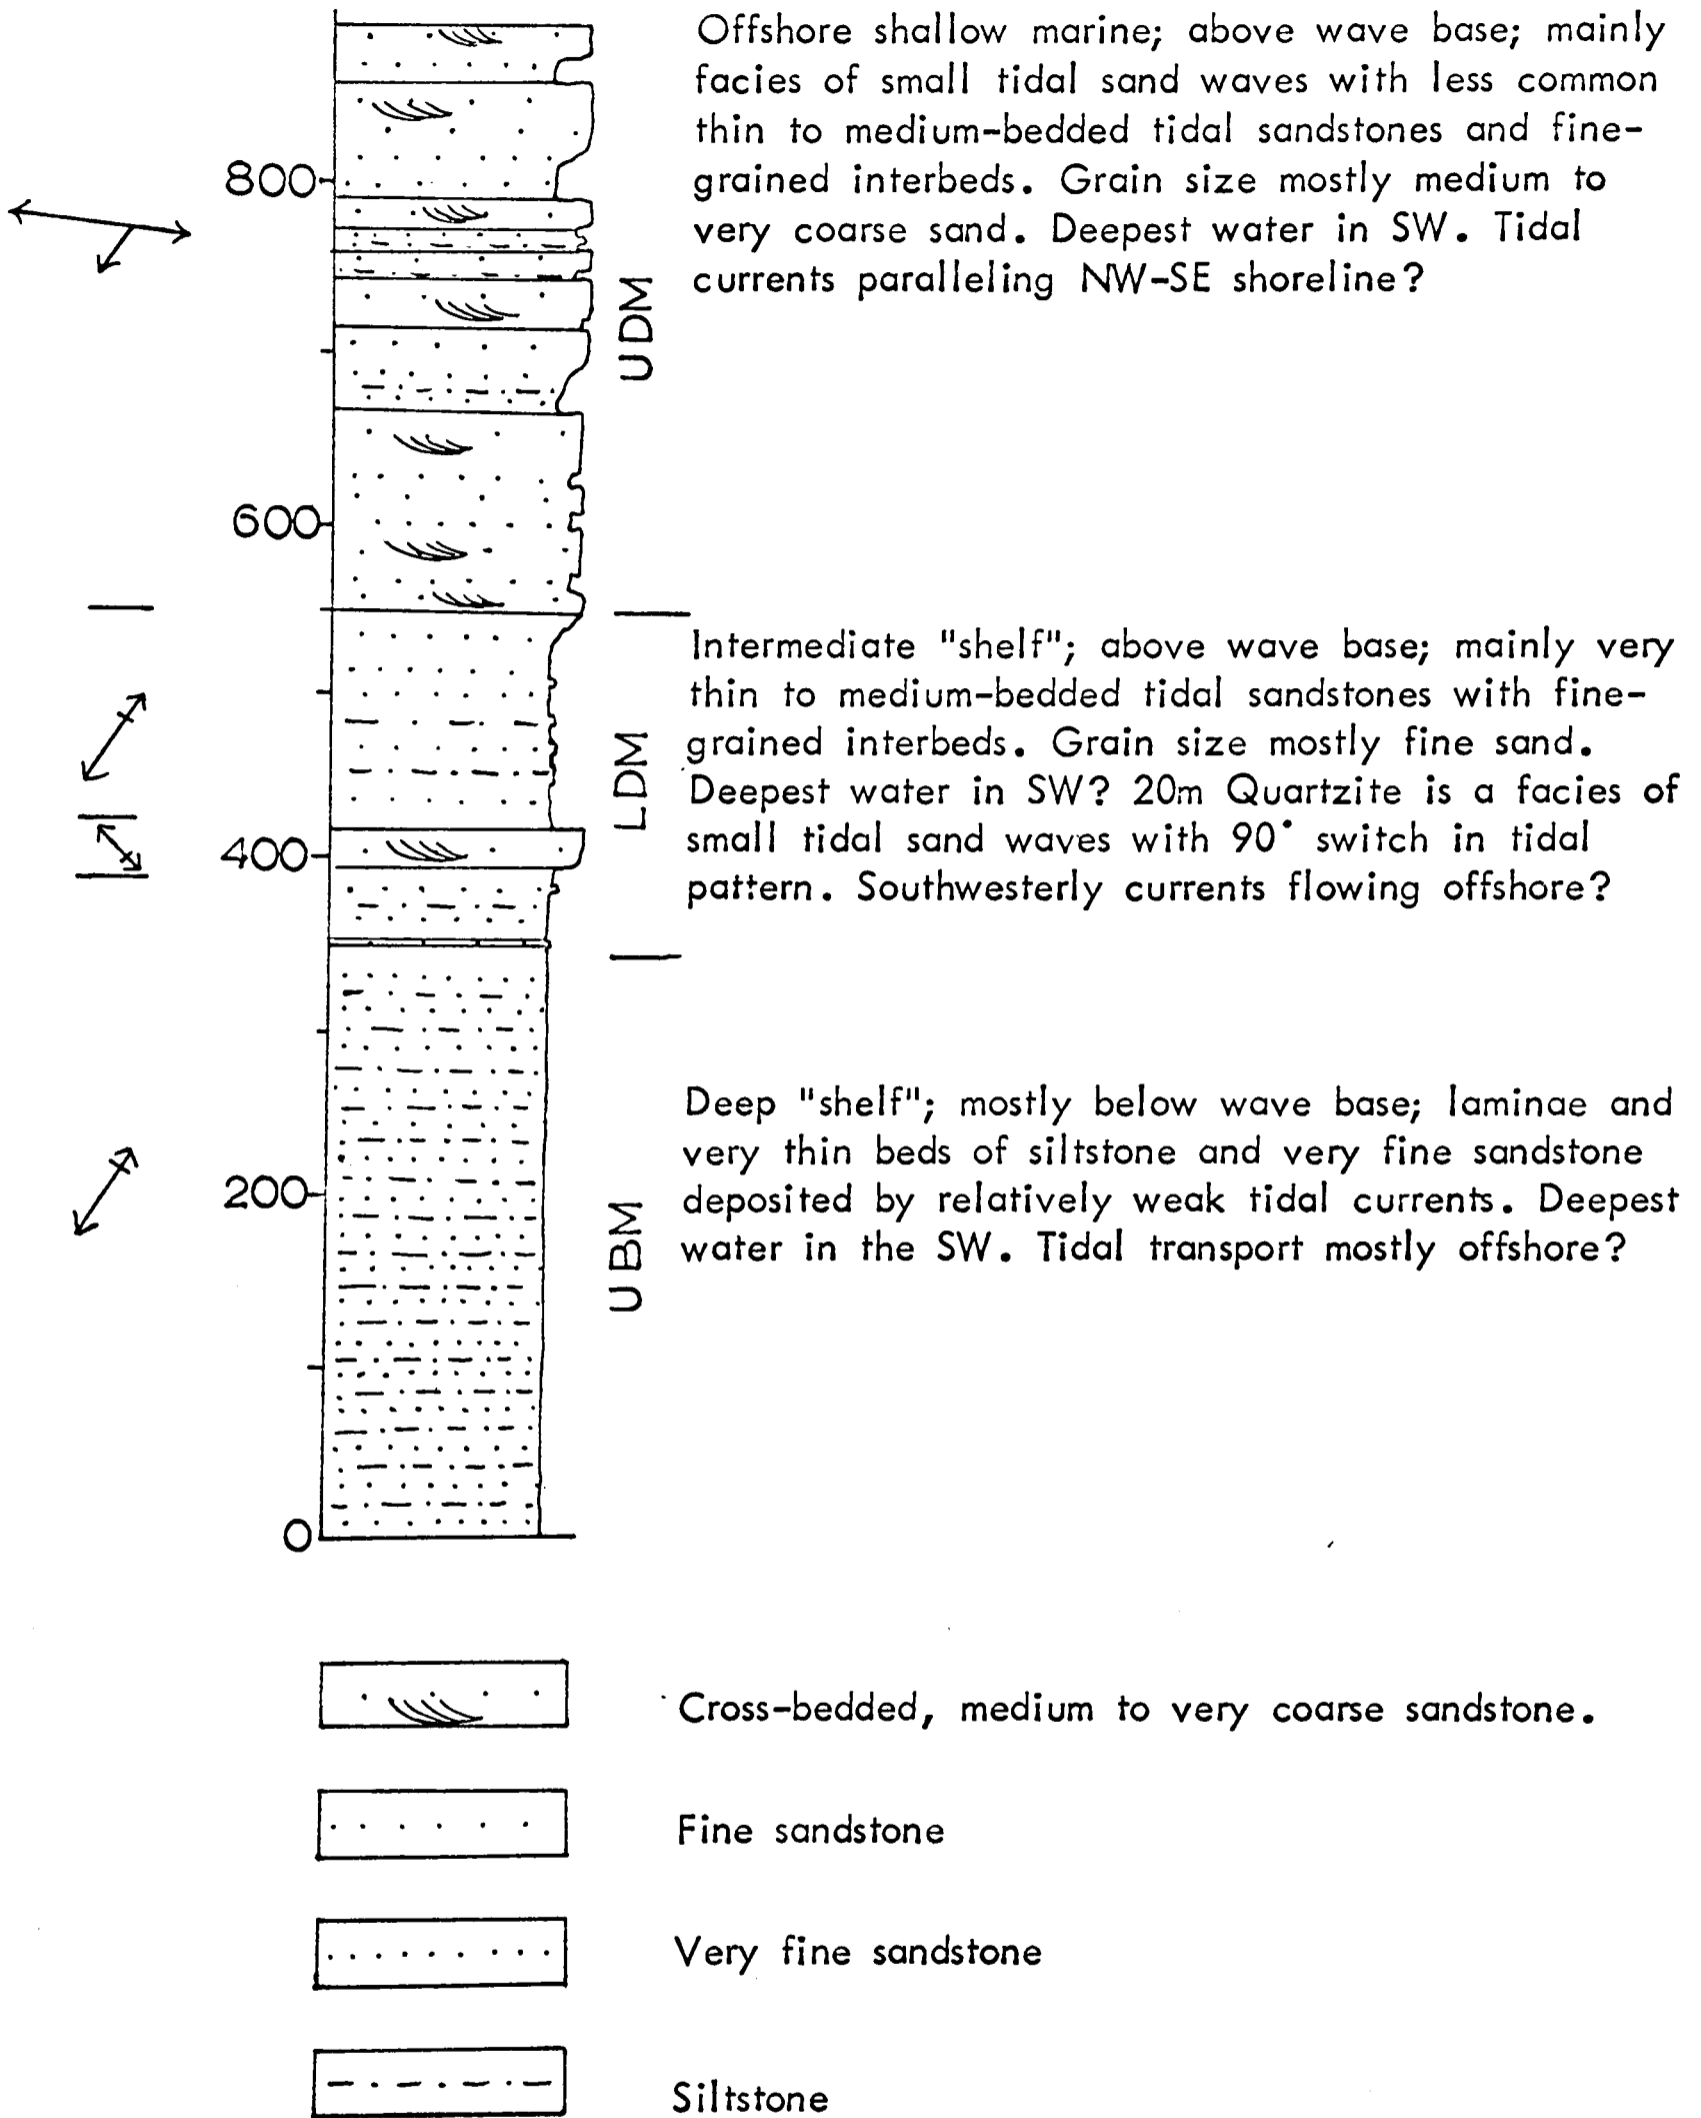 Offshore shallow marine; above wave base; mainly
facies of small tidal sand waves with less common
thin to medium-bedded tidal sandstones and fine-
grained interbeds. Grain size mostly medium to
very coarse sand. Deepest water in SW. Tidal
currents paralleling NW-SE shoreline?
800
UDM
600
Intermediate "shelf"; above wave base; mainly very
thin to medium-bedded tidal sandstones with fine-
grained interbeds. Grain size mostly fine sand.
Deepest water in SW? 20m Quartzite is a facies of
small tidal sand waves with 90° switch in tidal
pattern. Southwesterly currents flowing offshore?
LDM
400
Deep "shelf"; mostly below wave base; laminae and
very thin beds of siltstone and very fine sandstone
deposited by relatively weak tidal currents. Deepest
water in the SW. Tidal transport mostly offshore?
200
UBM
0
Cross-bedded, medium to very coarse sandstone.
Fine sandstone
Very fine sandstone
Siltstone